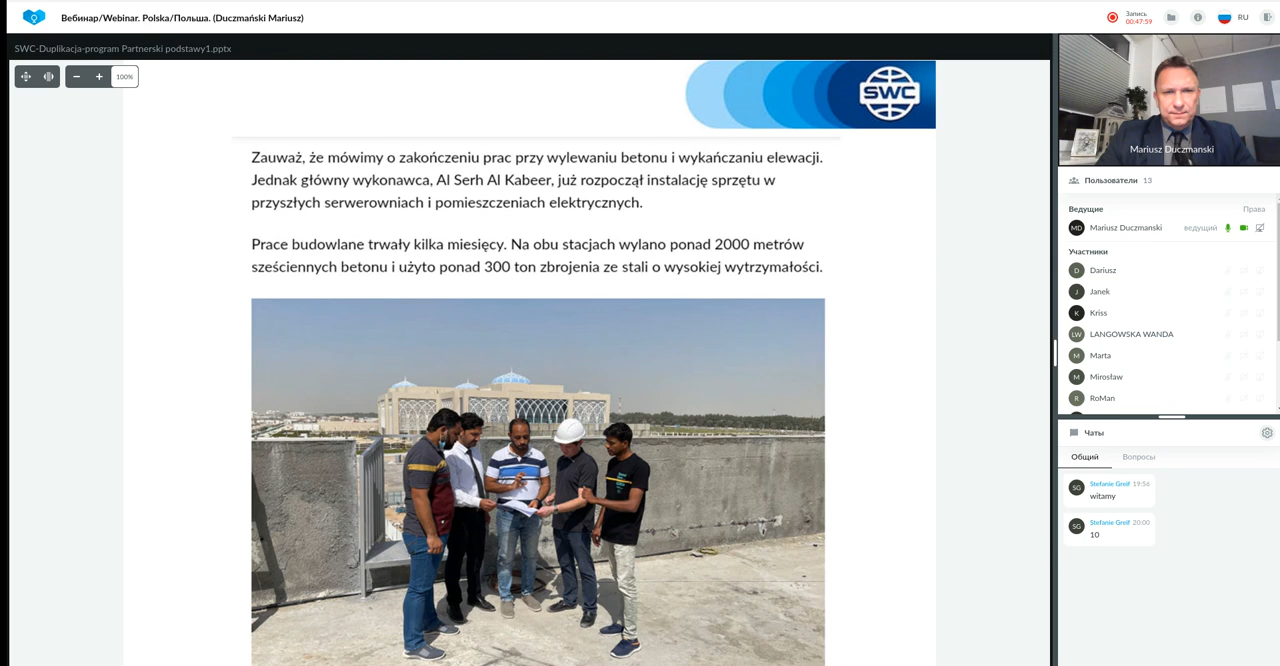 Вебинар/Webinar. Polska/Польша. (Duczmański Mariusz)
Запись
00:47:59
RU
SWC-Duplikacja-program Partnerski podstawy1.pptx
100%
SWC
Zauważ, że mówimy o zakończeniu prac przy wylewaniu betonu i wykańczaniu elewacji.
Jednak główny wykonawca, Al Serh Al Kabeer, już rozpoczął instalację sprzętu w
przyszłych serwerowniach i pomieszczeniach elektrycznych.
Prace budowlane trwały kilka miesięcy. Na obu stacjach wylano ponad 2000 metrów
sześciennych betonu i użyto ponad 300 ton zbrojenia ze stali o wysokiej wytrzymałości.
Mariusz Duczmanski
Пользователи 13
Ведущие Права
MD Mariusz Duczmanski ведущий
Участники
D Dariusz
J Janek
K Kriss
LW LANGOWSKA WANDA
M Marta
M Mirosław
R RoMan
Чаты
Общий Вопросы
SG Stefanie Greif 19:56
witamy
SG Stefanie Greif 20:00
10